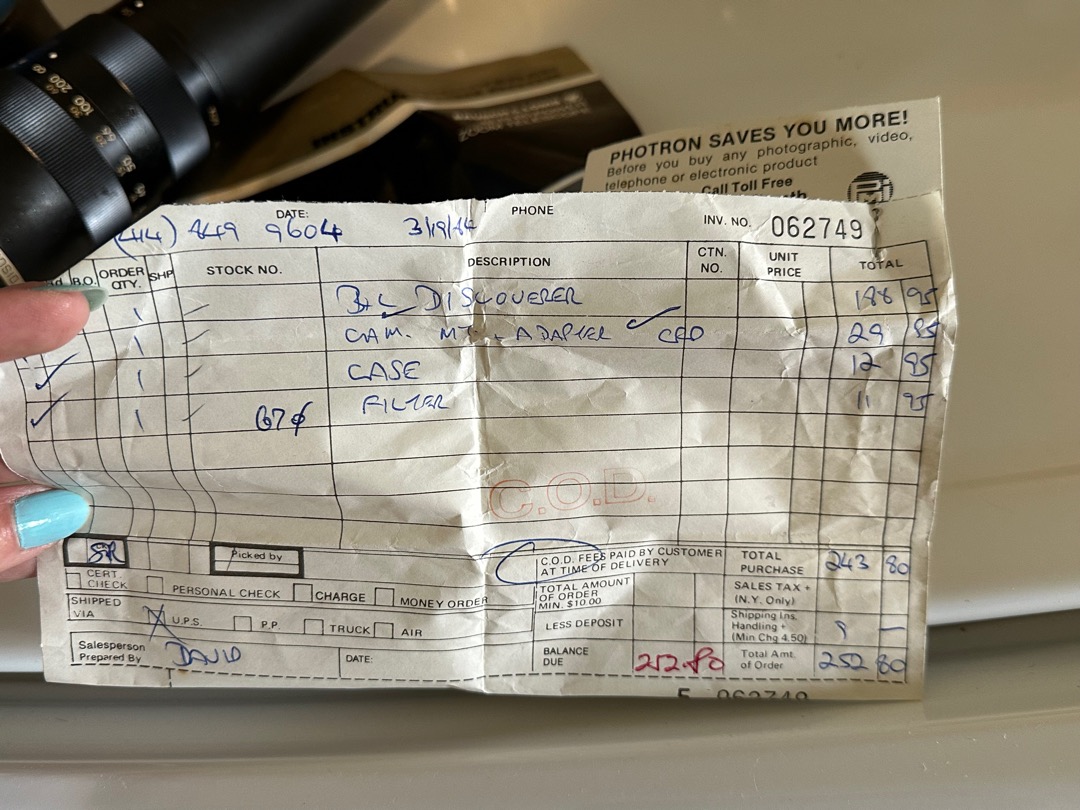 PHOTRON SAVES YOU MORE!
Before you buy any photographic, video,
telephone or electronic product
Call Toll Free
DATE: PHONE
(414) 449 9604 3/19/84 INV. NO. 062749
B.O. ORDER QTY. SHP STOCK NO. DESCRIPTION CTN. NO. UNIT PRICE TOTAL
1 B+L DISCOVERER 188 95
1 CAM. MT. ADAPTER 29 95
1 CASE 12 95
1 67¢ FILTER 11 95
C.O.D.
SR Picked by C.O.D. FEES PAID BY CUSTOMER AT TIME OF DELIVERY TOTAL PURCHASE 243 80
CERT. CHECK PERSONAL CHECK CHARGE MONEY ORDER TOTAL AMOUNT OF ORDER MIN. $10.00 SALES TAX + (N.Y. Only)
SHIPPED VIA X U.P.S. P.P. TRUCK AIR LESS DEPOSIT Shipping Ins. Handling + (Min Chg 4.50) 9 —
Salesperson Prepared By DAVID DATE: BALANCE DUE 252.80 Total Amt. of Order 252 80
062749